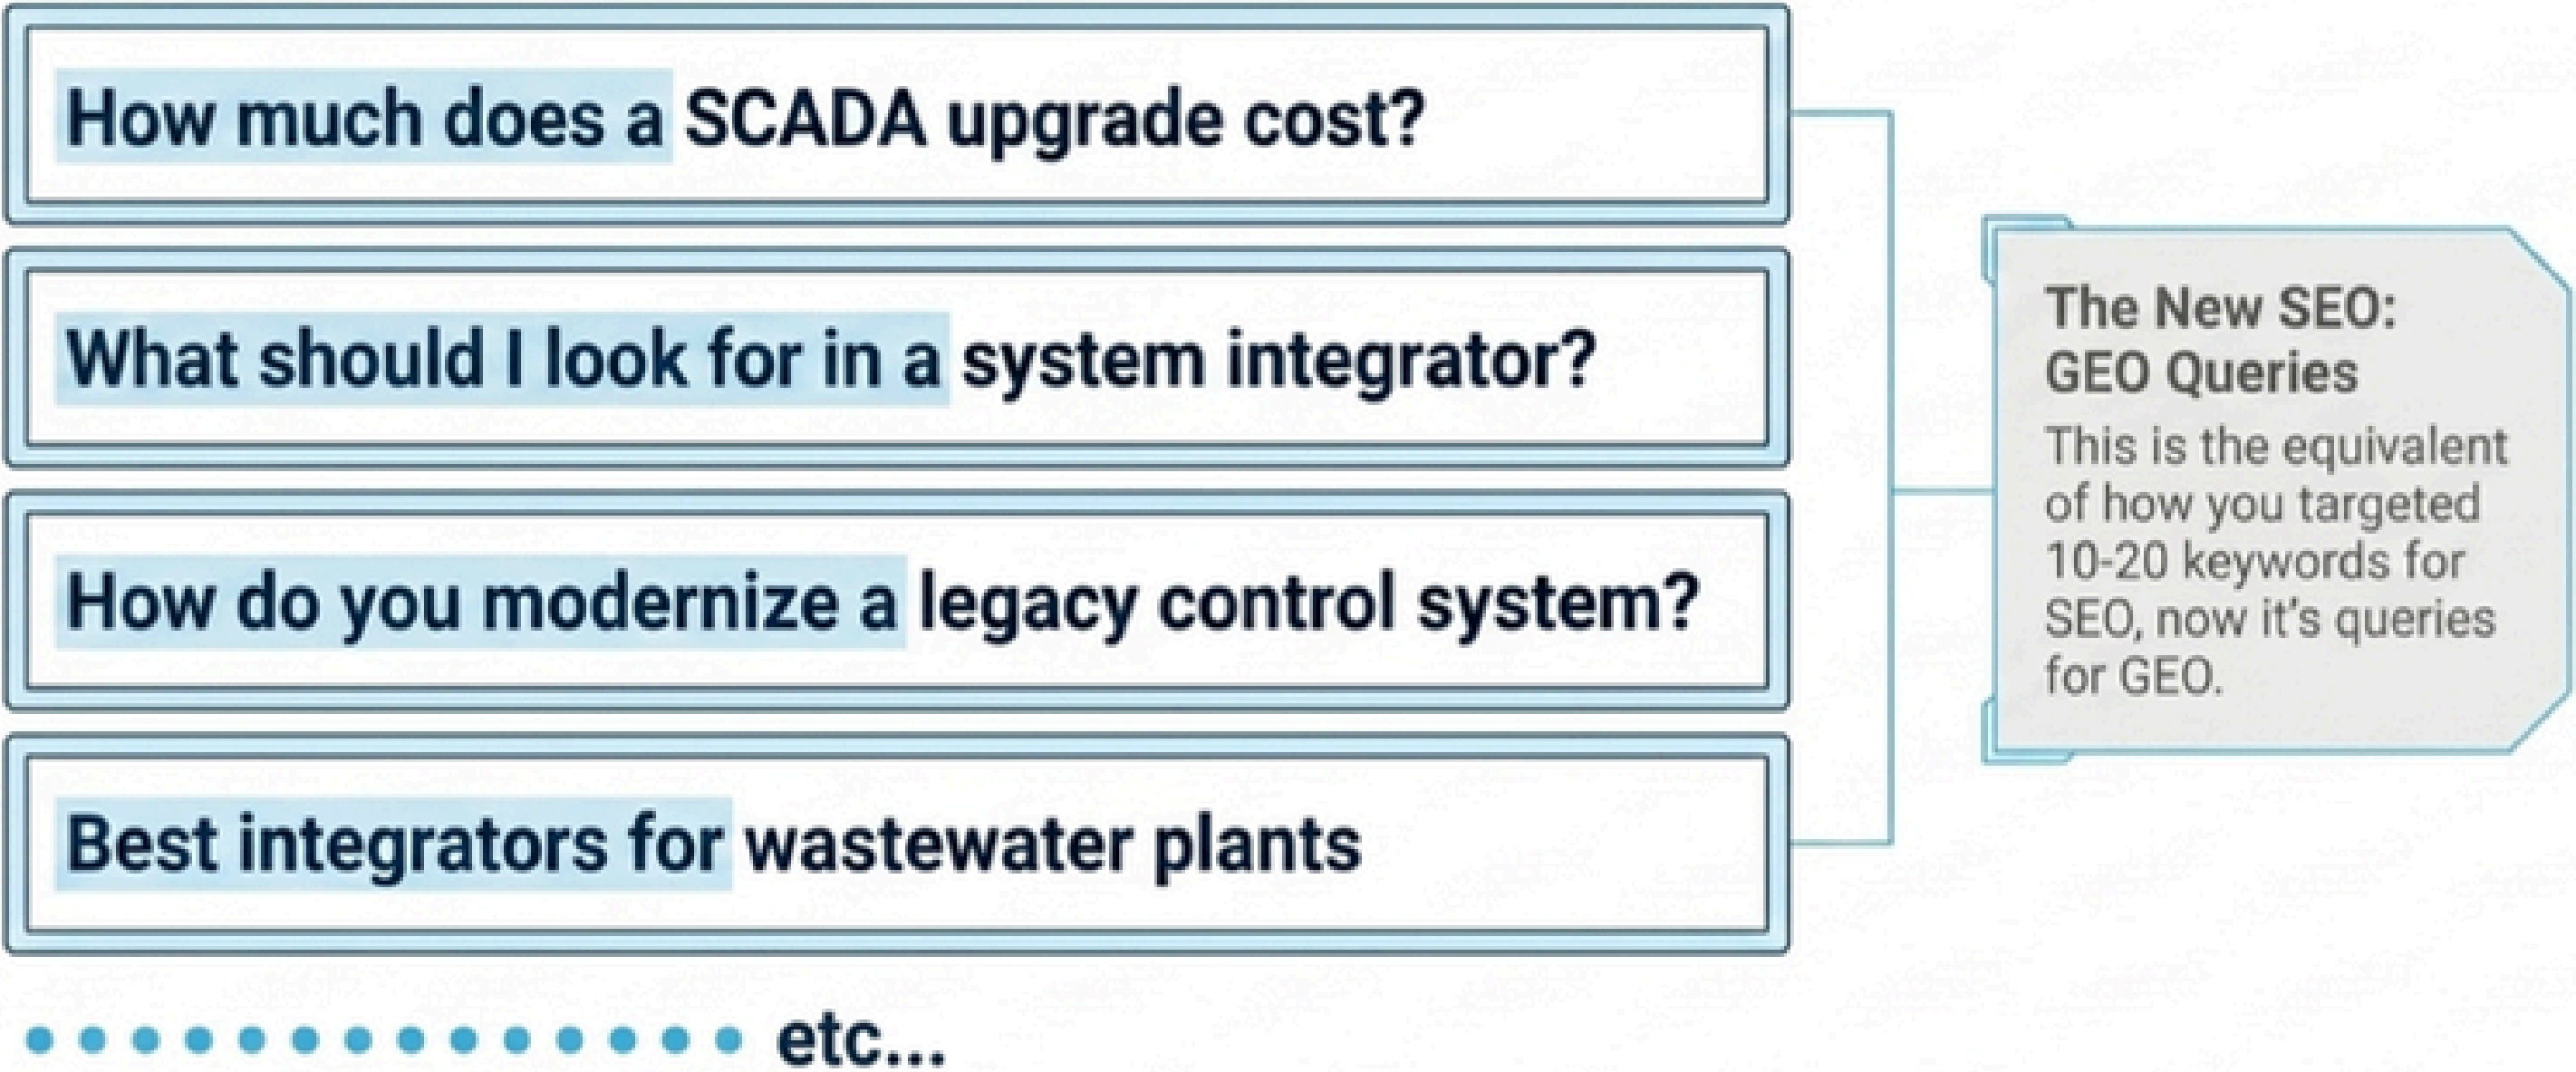 How much does a SCADA upgrade cost?
What should I look for in a system integrator?
How do you modernize a legacy control system?
Best integrators for wastewater plants
etc...
The New SEO:
GEO Queries
This is the equivalent
of how you targeted
10-20 keywords for
SEO, now it's queries
for GEO.